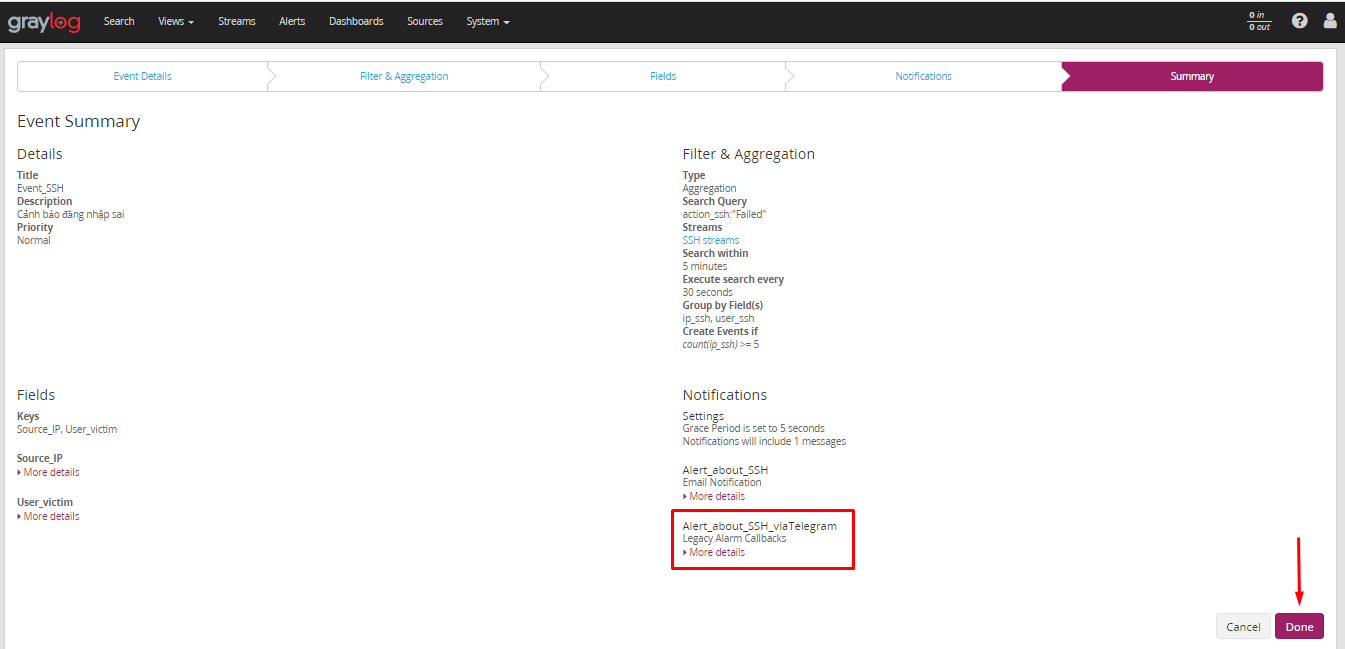 graylog
Search
Views
Streams
Alerts
Dashboards
Sources
System
0 in
0 out
?
Event Details
Filter & Aggregation
Fields
Notifications
Summary
Event Summary
Details
Title
Event_SSH
Description
Cảnh báo đăng nhập sai
Priority
Normal
Filter & Aggregation
Type
Aggregation
Search Query
action_ssh:"Failed"
Streams
SSH streams
Search within
5 minutes
Execute search every
30 seconds
Group by Field(s)
ip_ssh, user_ssh
Create Events if
count(ip_ssh) >= 5
Fields
Keys
Source_IP, User_victim
Source_IP
More details
User_victim
More details
Notifications
Settings
Grace Period is set to 5 seconds
Notifications will include 1 messages
Alert_about_SSH
Email Notification
More details
Alert_about_SSH_viaTelegram
Legacy Alarm Callbacks
More details
Cancel
Done